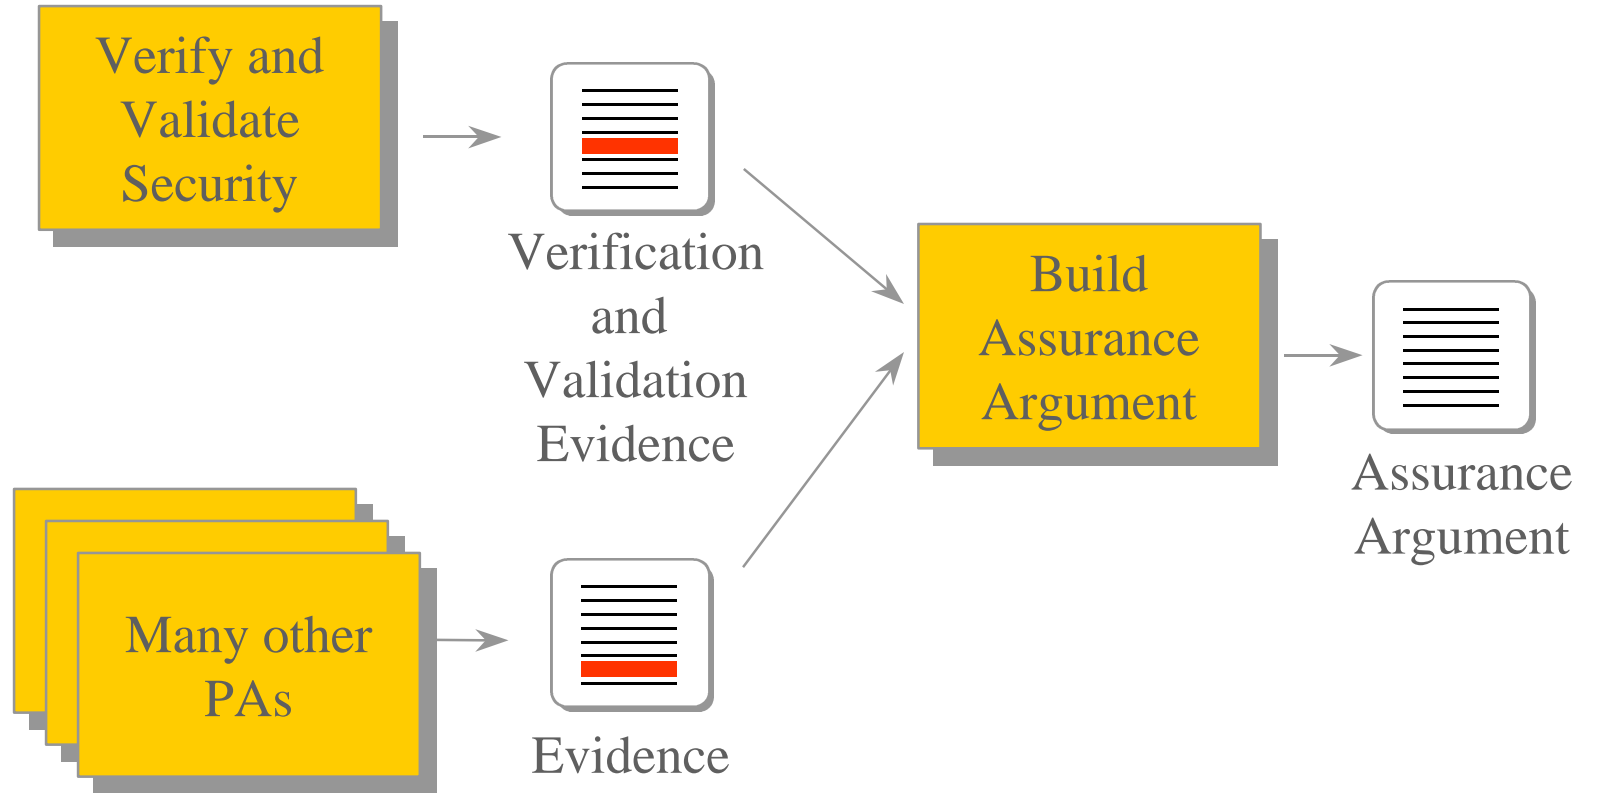 Verify and
Validate
Security
Verification
and
Validation
Evidence
Build
Assurance
Argument
Assurance
Argument
Many other
PAs
Evidence